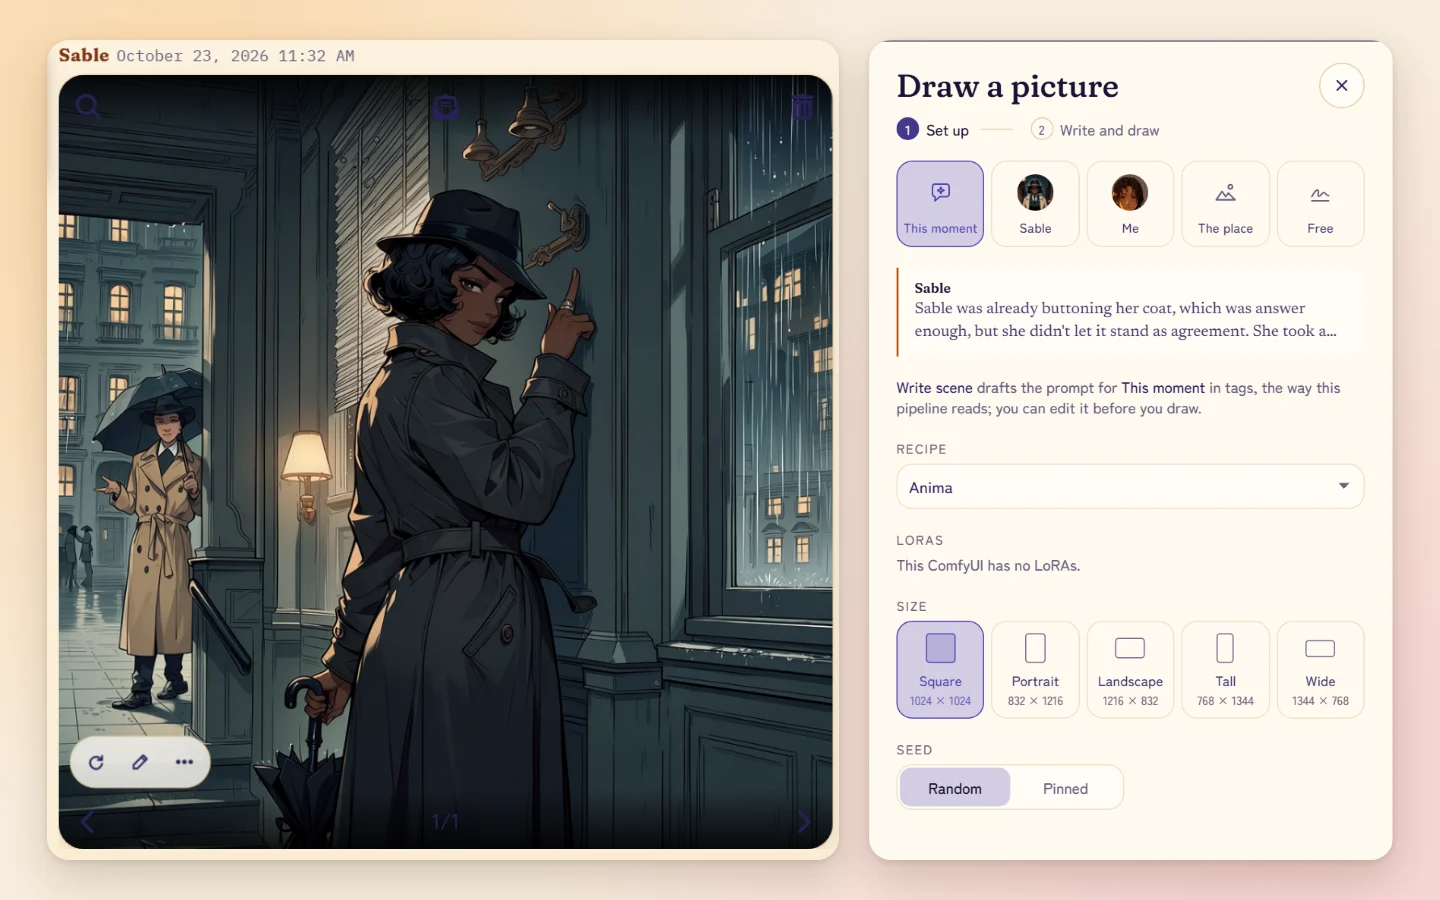 Sable October 23, 2026 11:32 AM
1/1
Draw a picture
1 Set up
2 Write and draw
This moment
Sable
Me
The place
Free
Sable
Sable was already buttoning her coat, which was answer
enough, but she didn't let it stand as agreement. She took a...
Write scene drafts the prompt for This moment in tags, the way this
pipeline reads; you can edit it before you draw.
RECIPE
Anima
LORAS
This ComfyUI has no LoRAs.
SIZE
Square
1024 × 1024
Portrait
832 × 1216
Landscape
1216 × 832
Tall
768 × 1344
Wide
1344 × 768
SEED
Random
Pinned